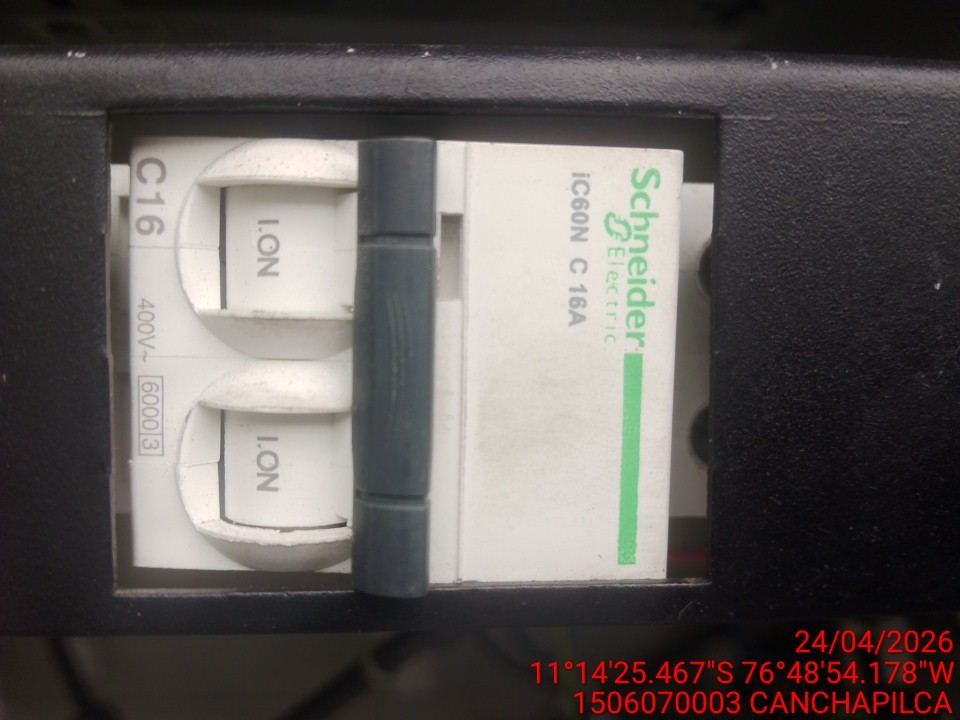 Schneider
Electric
iC60N C 16A
I.ON
I.ON
C16
400V~
6000 3
24/04/2026
11°14'25.467"S 76°48'54.178"W
1506070003 CANCHAPILCA